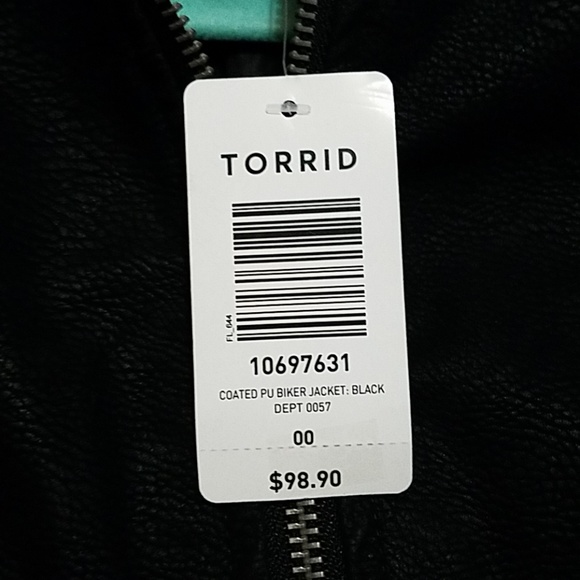 TORRID
FL_644
10697631
COATED PU BIKER JACKET: BLACK
DEPT 0057
00
$98.90